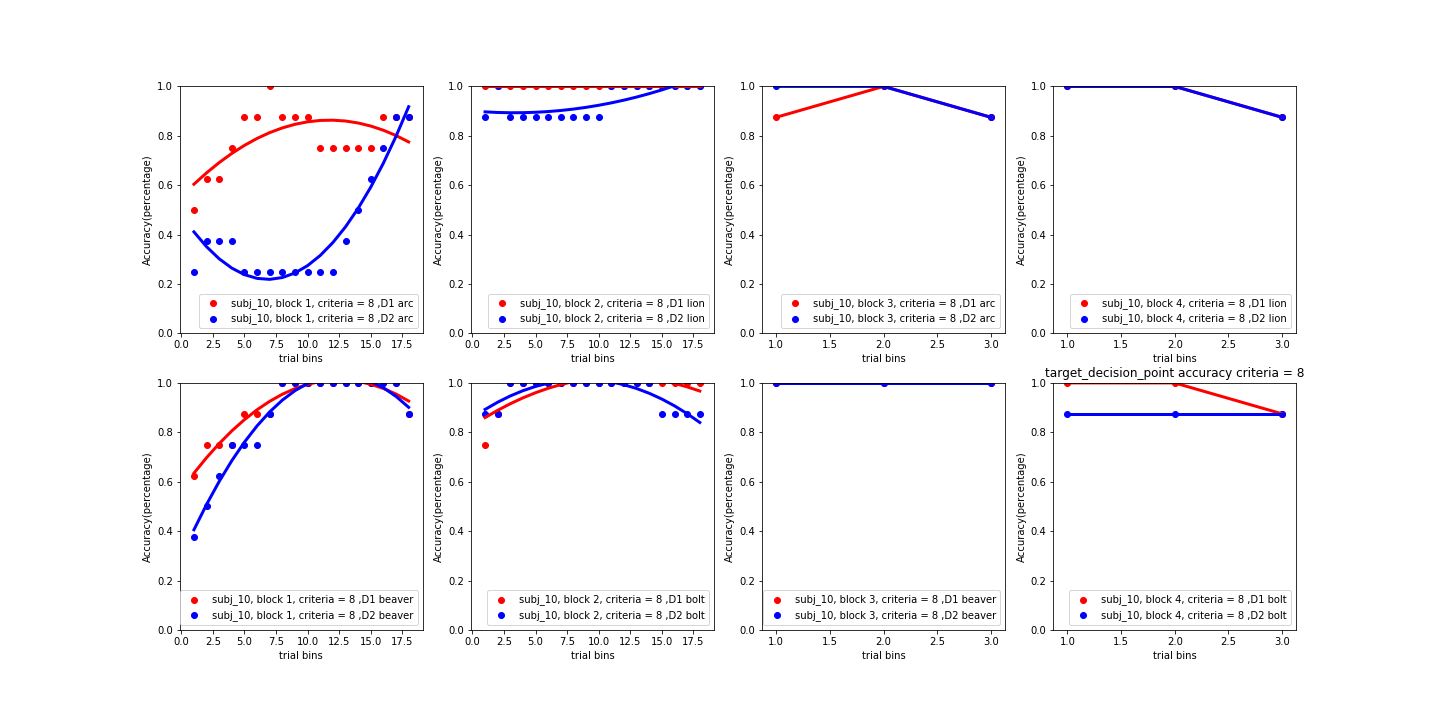 1.0
0.8
0.6
0.4
0.2
0.0
Accuracy(percentage)
subj_10, block 1, criteria = 8 ,D1 arc
subj_10, block 1, criteria = 8 ,D2 arc
0.0 2.5 5.0 7.5 10.0 12.5 15.0 17.5
trial bins
1.0
0.8
0.6
0.4
0.2
0.0
Accuracy(percentage)
subj_10, block 2, criteria = 8 ,D1 lion
subj_10, block 2, criteria = 8 ,D2 lion
0.0 2.5 5.0 7.5 10.0 12.5 15.0 17.5
trial bins
1.0
0.8
0.6
0.4
0.2
0.0
Accuracy(percentage)
subj_10, block 3, criteria = 8 ,D1 arc
subj_10, block 3, criteria = 8 ,D2 arc
1.0 1.5 2.0 2.5 3.0
trial bins
1.0
0.8
0.6
0.4
0.2
0.0
Accuracy(percentage)
subj_10, block 4, criteria = 8 ,D1 lion
subj_10, block 4, criteria = 8 ,D2 lion
1.0 1.5 2.0 2.5 3.0
trial bins
1.0
0.8
0.6
0.4
0.2
0.0
Accuracy(percentage)
subj_10, block 1, criteria = 8 ,D1 beaver
subj_10, block 1, criteria = 8 ,D2 beaver
0.0 2.5 5.0 7.5 10.0 12.5 15.0 17.5
trial bins
1.0
0.8
0.6
0.4
0.2
0.0
Accuracy(percentage)
subj_10, block 2, criteria = 8 ,D1 bolt
subj_10, block 2, criteria = 8 ,D2 bolt
0.0 2.5 5.0 7.5 10.0 12.5 15.0 17.5
trial bins
1.0
0.8
0.6
0.4
0.2
0.0
Accuracy(percentage)
subj_10, block 3, criteria = 8 ,D1 beaver
subj_10, block 3, criteria = 8 ,D2 beaver
1.0 1.5 2.0 2.5 3.0
trial bins
target_decision_point accuracy criteria = 8
1.0
0.8
0.6
0.4
0.2
0.0
Accuracy(percentage)
subj_10, block 4, criteria = 8 ,D1 bolt
subj_10, block 4, criteria = 8 ,D2 bolt
1.0 1.5 2.0 2.5 3.0
trial bins